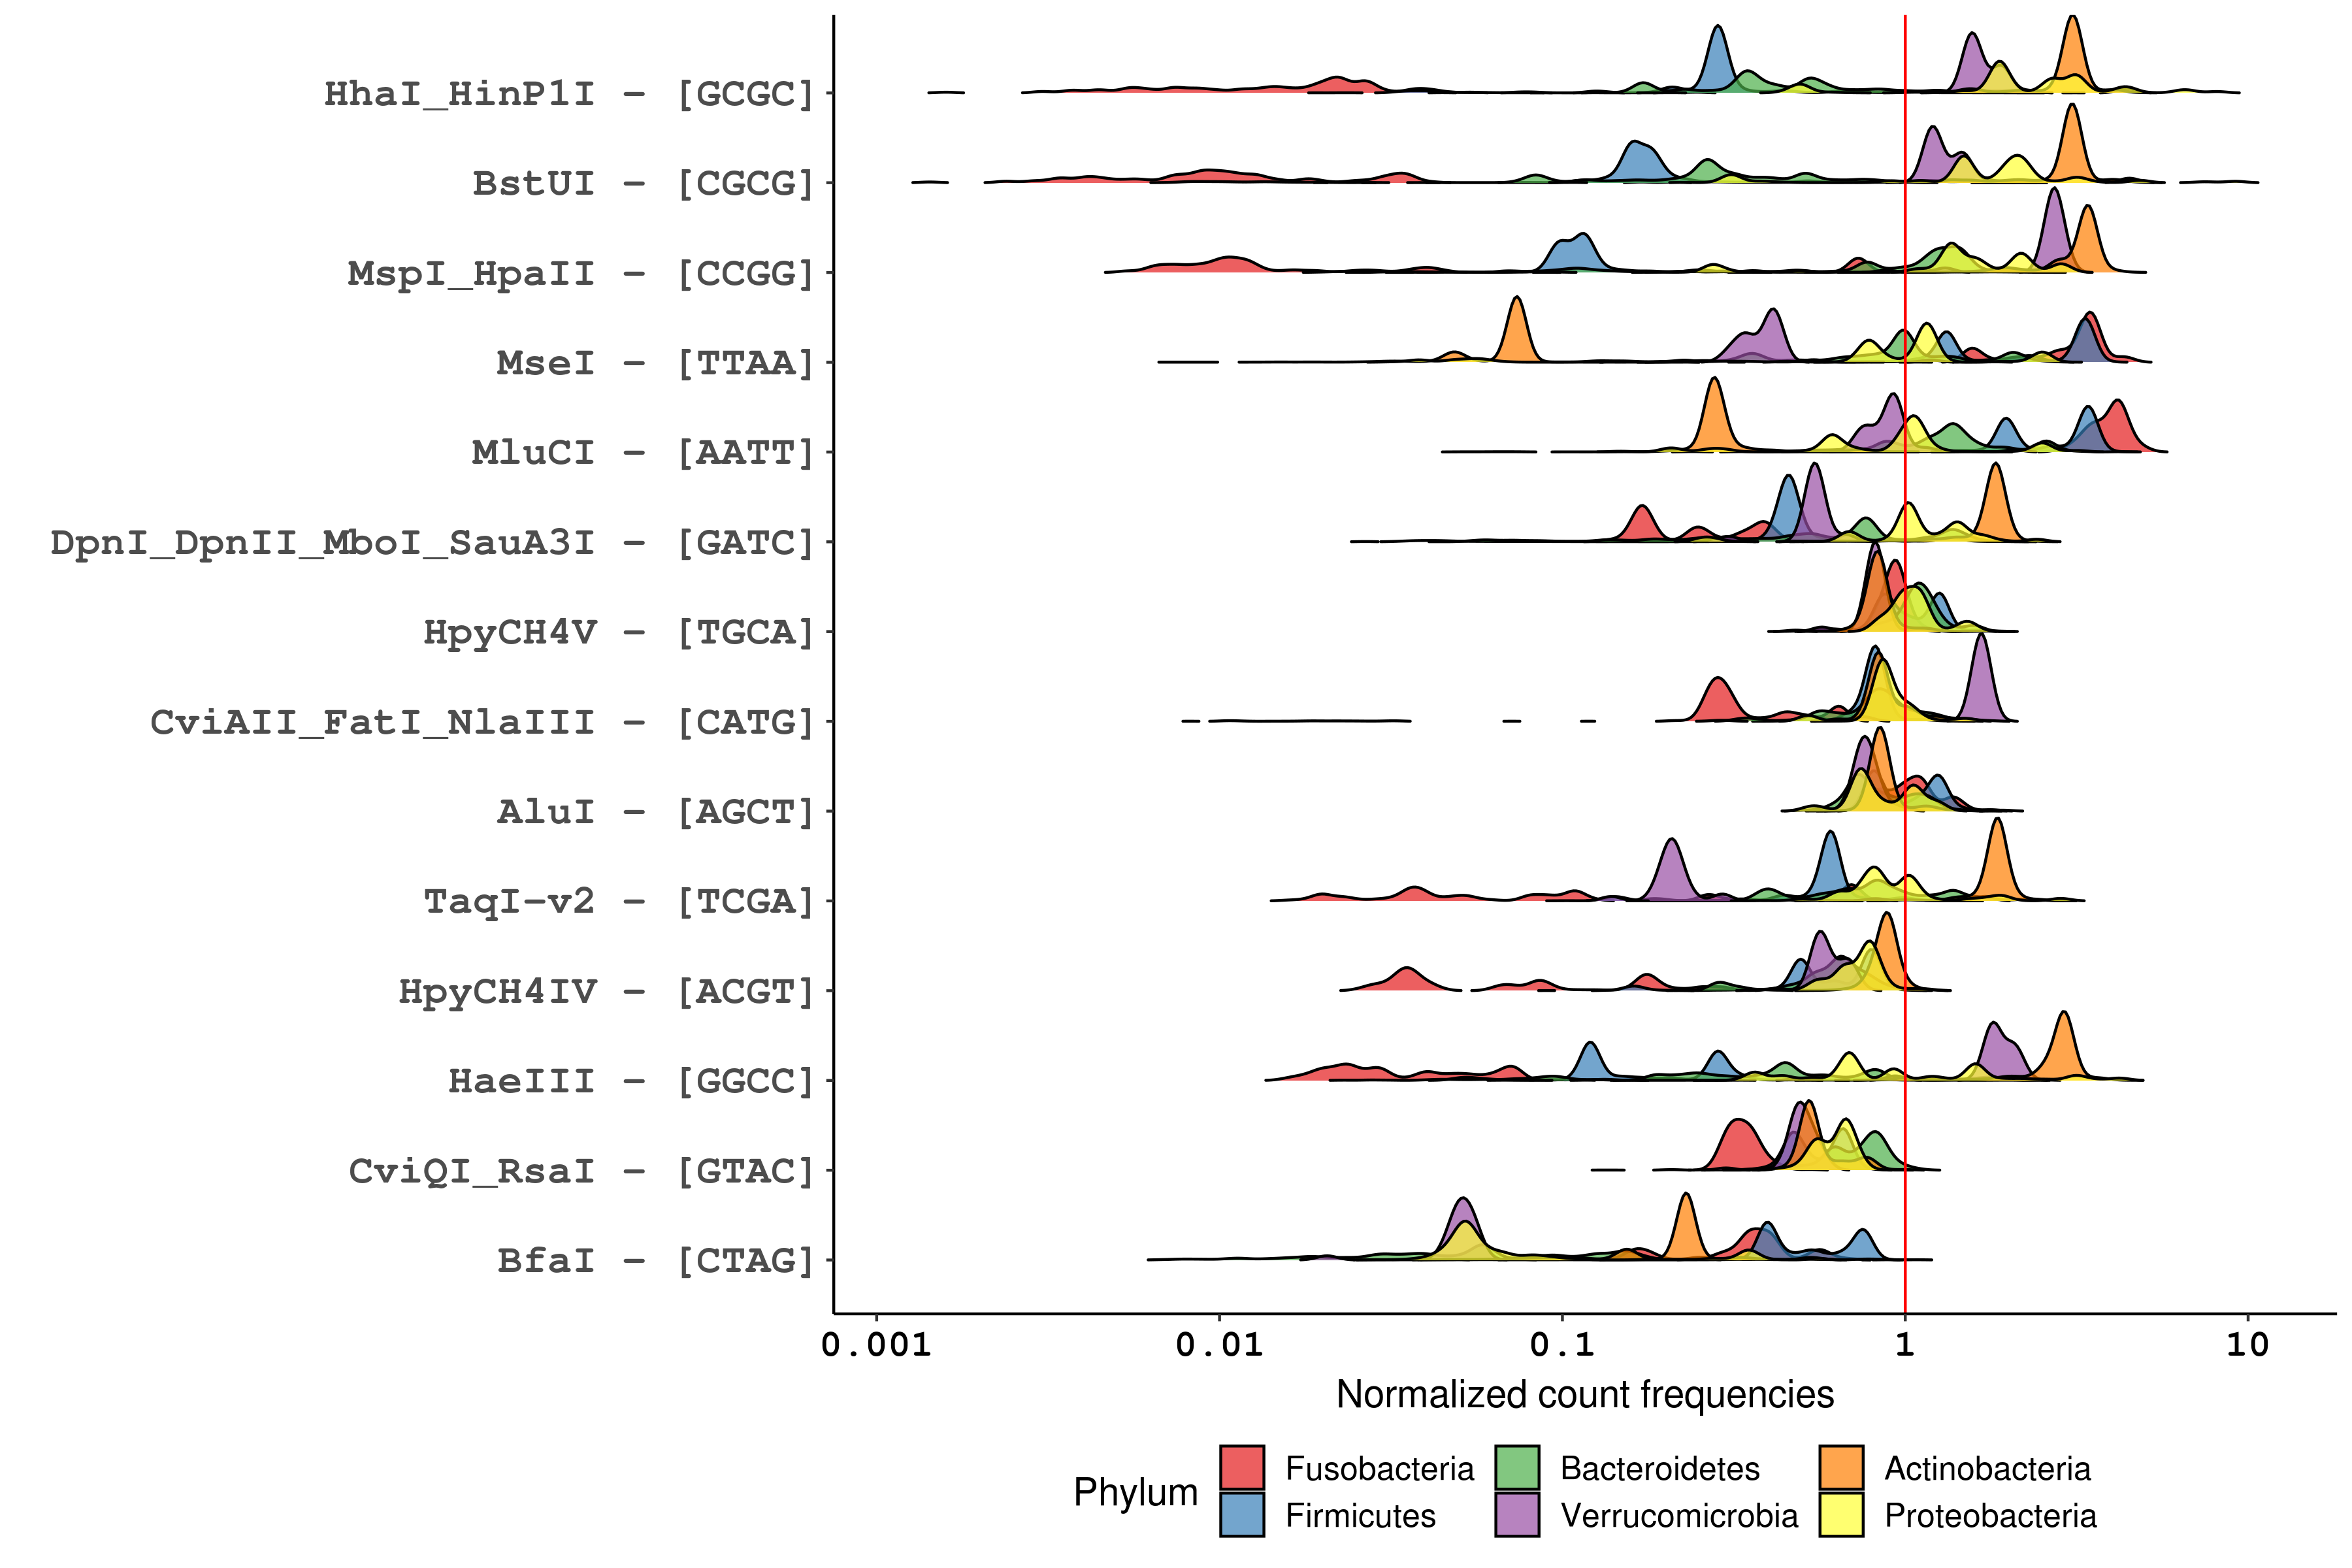 HhaI_HinP1I – [GCGC]
BstUI – [CGCG]
MspI_HpaII – [CCGG]
MseI – [TTAA]
MluCI – [AATT]
DpnI_DpnII_MboI_SauA3I – [GATC]
HpyCH4V – [TGCA]
CviAII_FatI_NlaIII – [CATG]
AluI – [AGCT]
TaqI-v2 – [TCGA]
HpyCH4IV – [ACGT]
HaeIII – [GGCC]
CviQI_RsaI – [GTAC]
BfaI – [CTAG]
0.001 0.01 0.1 1 10
Normalized count frequencies
Phylum
Fusobacteria Bacteroidetes Actinobacteria
Firmicutes Verrucomicrobia Proteobacteria